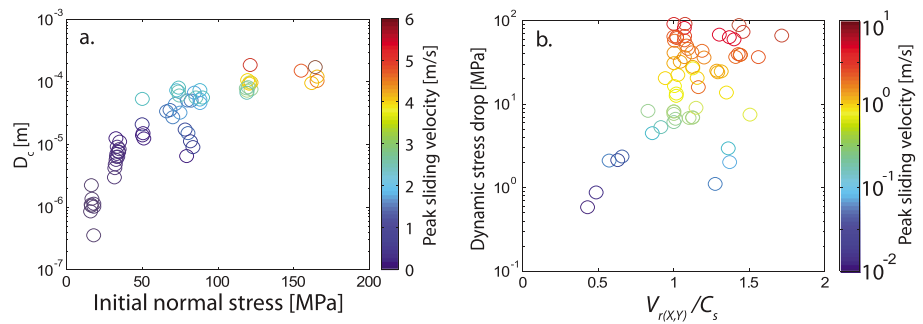 a.
10^-3
10^-4
10^-5
10^-6
10^-7
D_c [m]
0 50 100 150 200
Initial normal stress [MPa]
6
5
4
3
2
1
0
Peak sliding velocity [m/s]
b.
10^2
10^1
10^0
10^-1
Dynamic stress drop [MPa]
0 0.5 1 1.5 2
V_r(X,Y) /C_s
10^1
10^0
10^-1
10^-2
Peak sliding velocity [m/s]